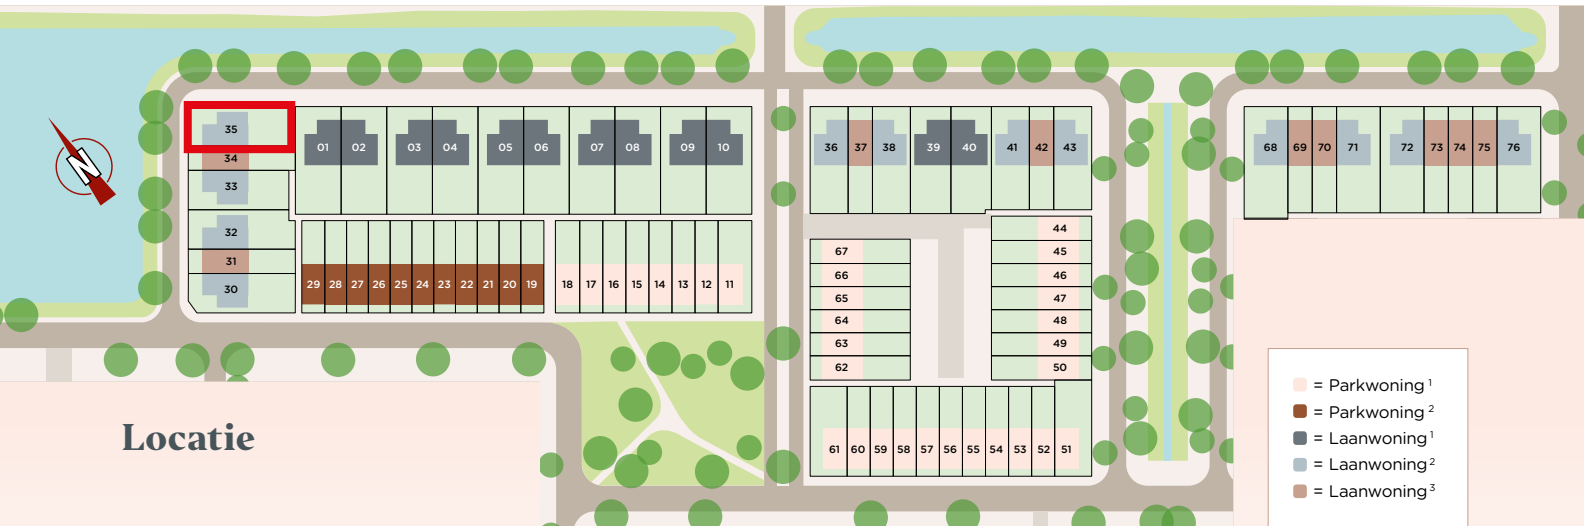 35
34
33
32
31
30
01 02 03 04 05 06 07 08 09 10
29 28 27 26 25 24 23 22 21 20 19 18 17 16 15 14 13 12 11
36 37 38 39 40 41 42 43
68 69 70 71 72 73 74 75 76
44
45
46
47
48
49
50
67
66
65
64
63
62
61 60 59 58 57 56 55 54 53 52 51
N
Locatie
= Parkwoning ¹
= Parkwoning ²
= Laanwoning ¹
= Laanwoning ²
= Laanwoning ³